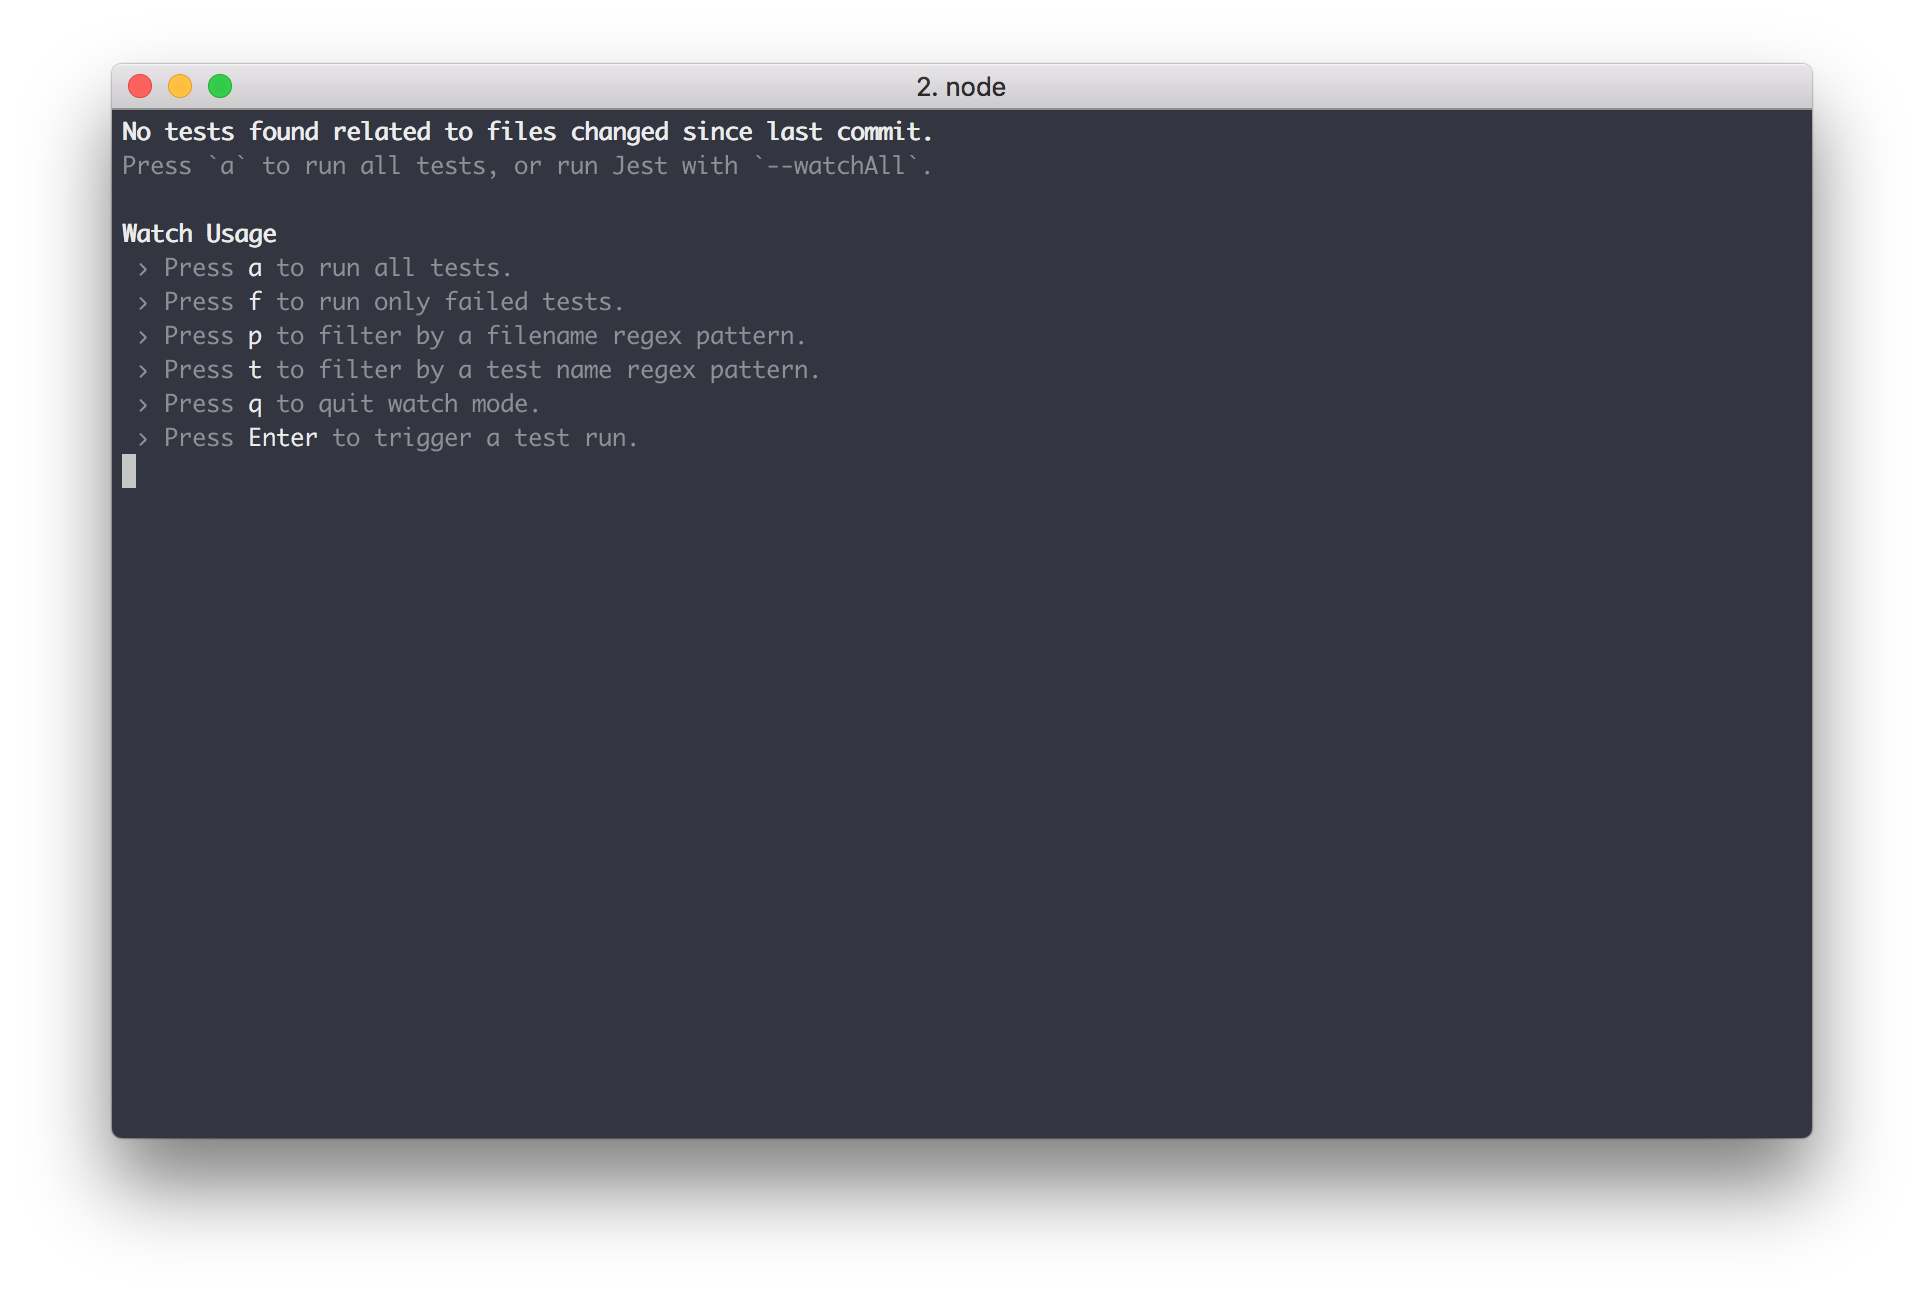 2. node
No tests found related to files changed since last commit.
Press `a` to run all tests, or run Jest with `--watchAll`.
Watch Usage
› Press a to run all tests.
› Press f to run only failed tests.
› Press p to filter by a filename regex pattern.
› Press t to filter by a test name regex pattern.
› Press q to quit watch mode.
› Press Enter to trigger a test run.